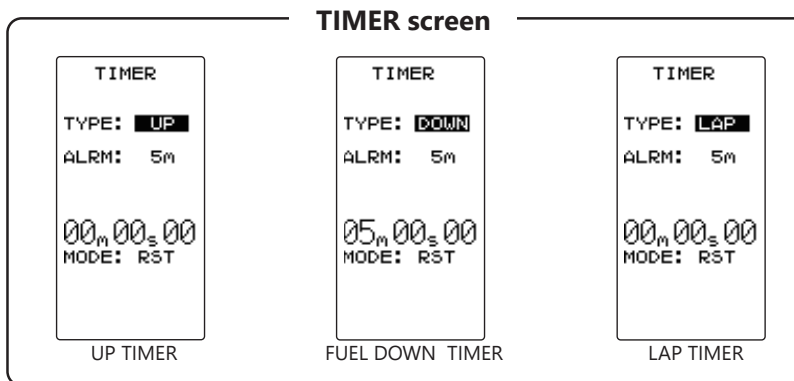 TIMER screen
TIMER
TYPE: UP
ALRM: 5m
00m00s00
MODE: RST
UP TIMER
TIMER
TYPE: DOWN
ALRM: 5m
05m00s00
MODE: RST
FUEL DOWN TIMER
TIMER
TYPE: LAP
ALRM: 5m
00m00s00
MODE: RST
LAP TIMER